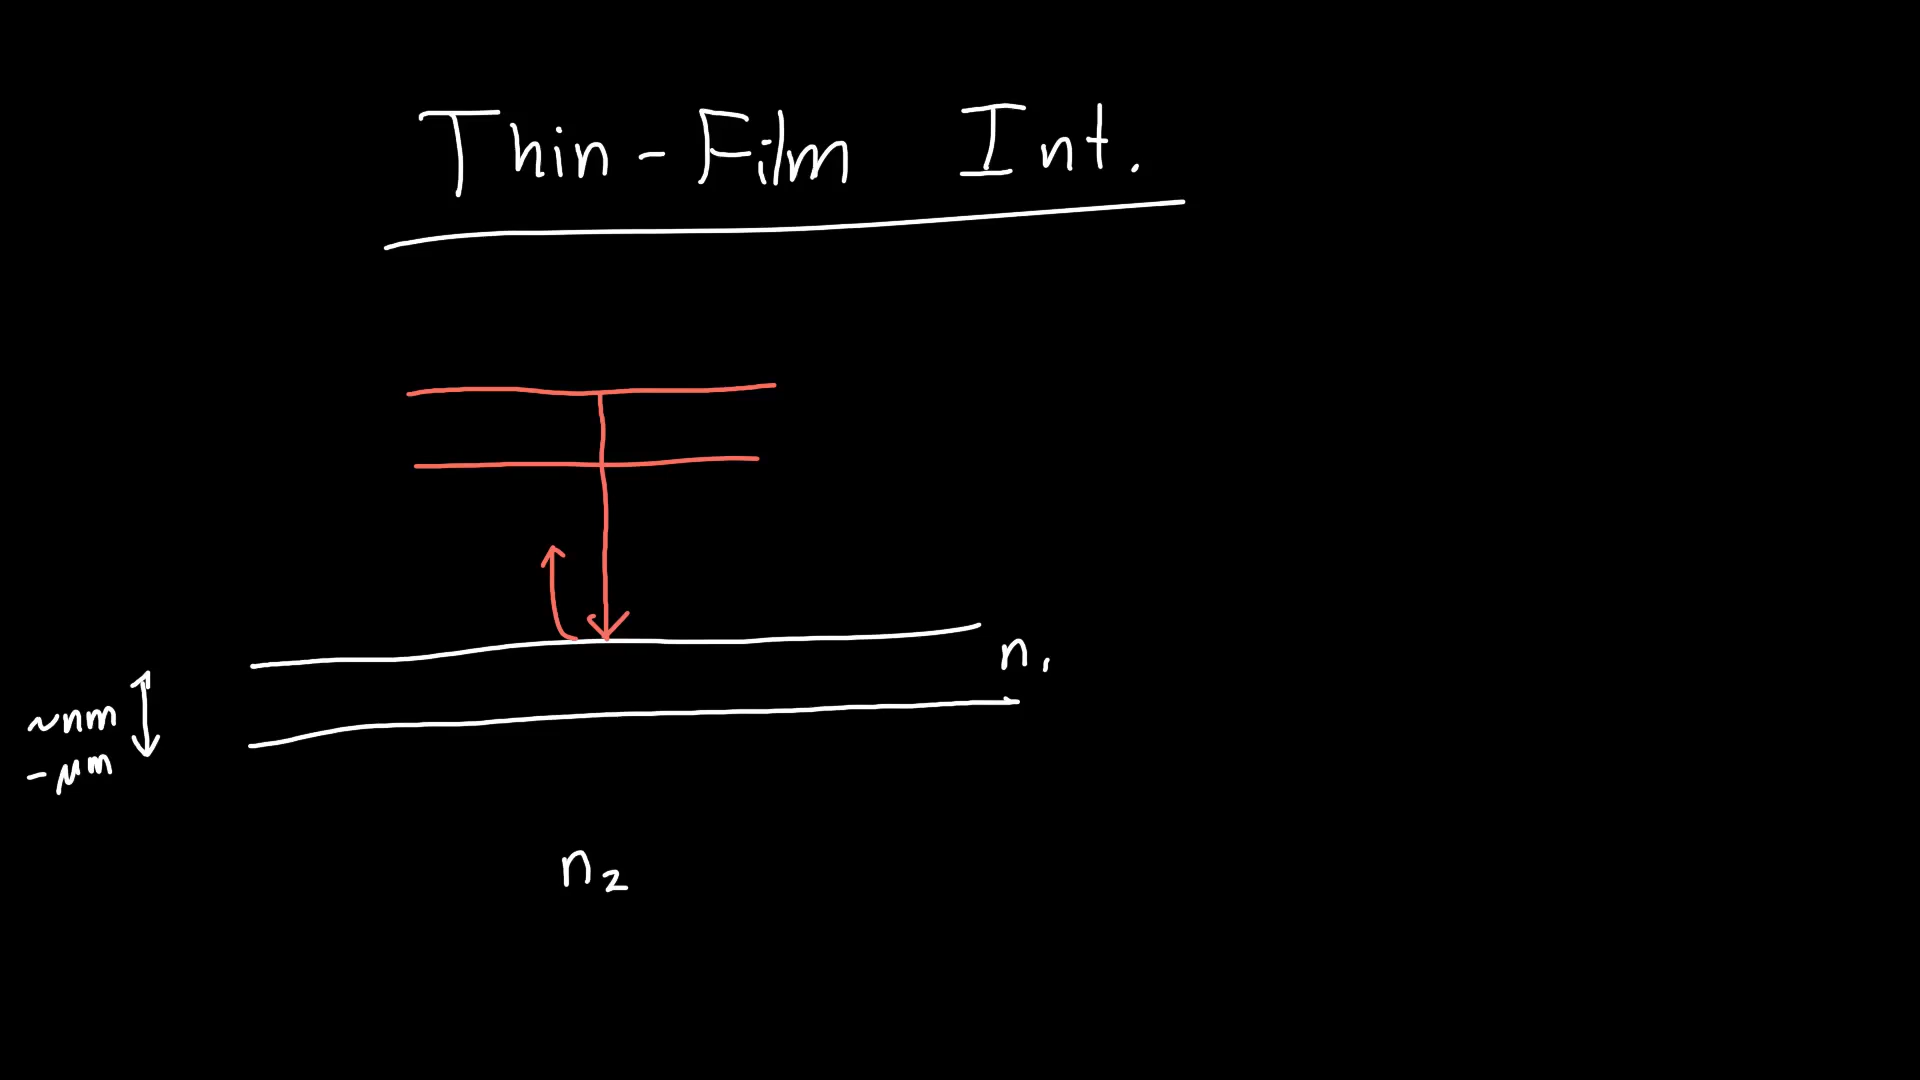 Thin-Film Int.
n₁
~nm
-μm
n₂